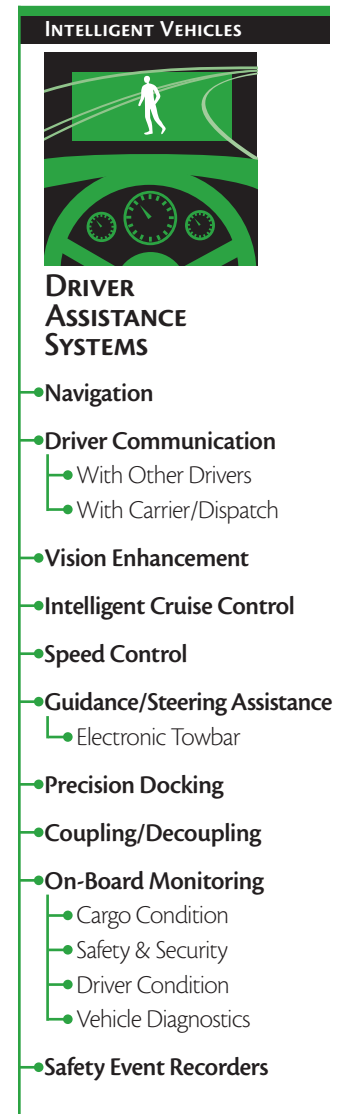 Intelligent Vehicles
Driver
Assistance
Systems
Navigation
Driver Communication
With Other Drivers
With Carrier/Dispatch
Vision Enhancement
Intelligent Cruise Control
Speed Control
Guidance/Steering Assistance
Electronic Towbar
Precision Docking
Coupling/Decoupling
On-Board Monitoring
Cargo Condition
Safety & Security
Driver Condition
Vehicle Diagnostics
Safety Event Recorders